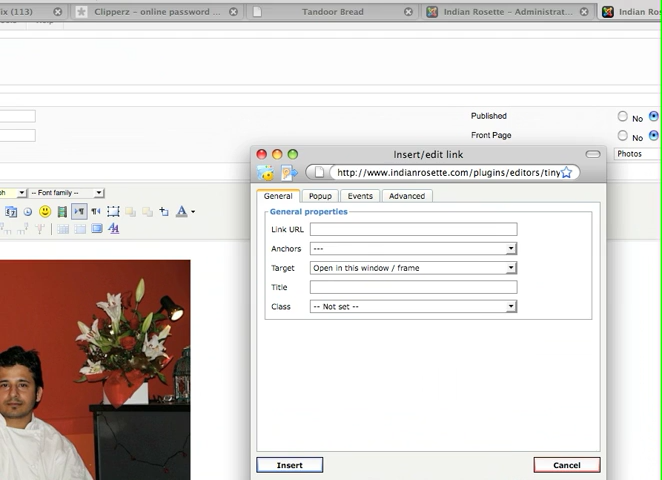 ix (113)
Clipperz – online password ...
Tandoor Bread
Indian Rosette – Administrat...
Indian Ros
Help
Published
No
Front Page
No
Photos
-- Font family --
Insert/edit link
http://www.indianrosette.com/plugins/editors/tiny
General
Popup
Events
Advanced
General properties
Link URL
Anchors
---
Target
Open in this window / frame
Title
Class
-- Not set --
Insert
Cancel